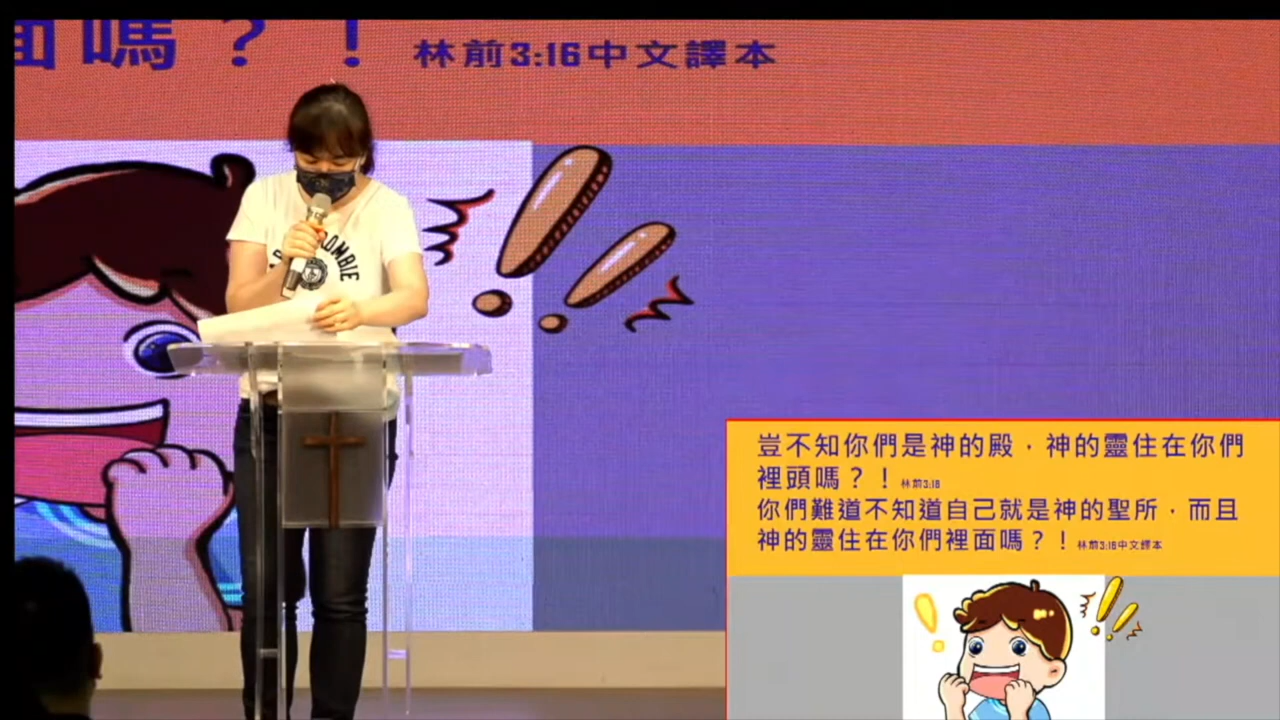 面嗎？！ 林前3:16中文譯本
豈不知你們是神的殿，神的靈住在你們
裡頭嗎？！ 林前3:16
你們難道不知道自己就是神的聖所，而且
神的靈住在你們裡面嗎？！ 林前3:16中文譯本